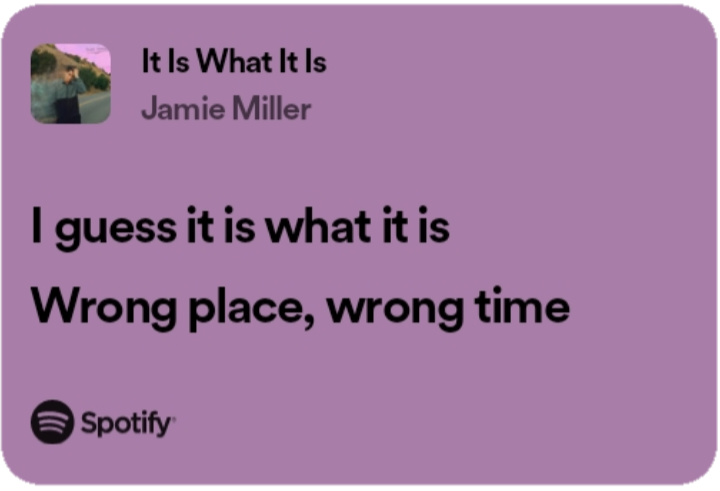 It Is What It Is
Jamie Miller
I guess it is what it is
Wrong place, wrong time
Spotify